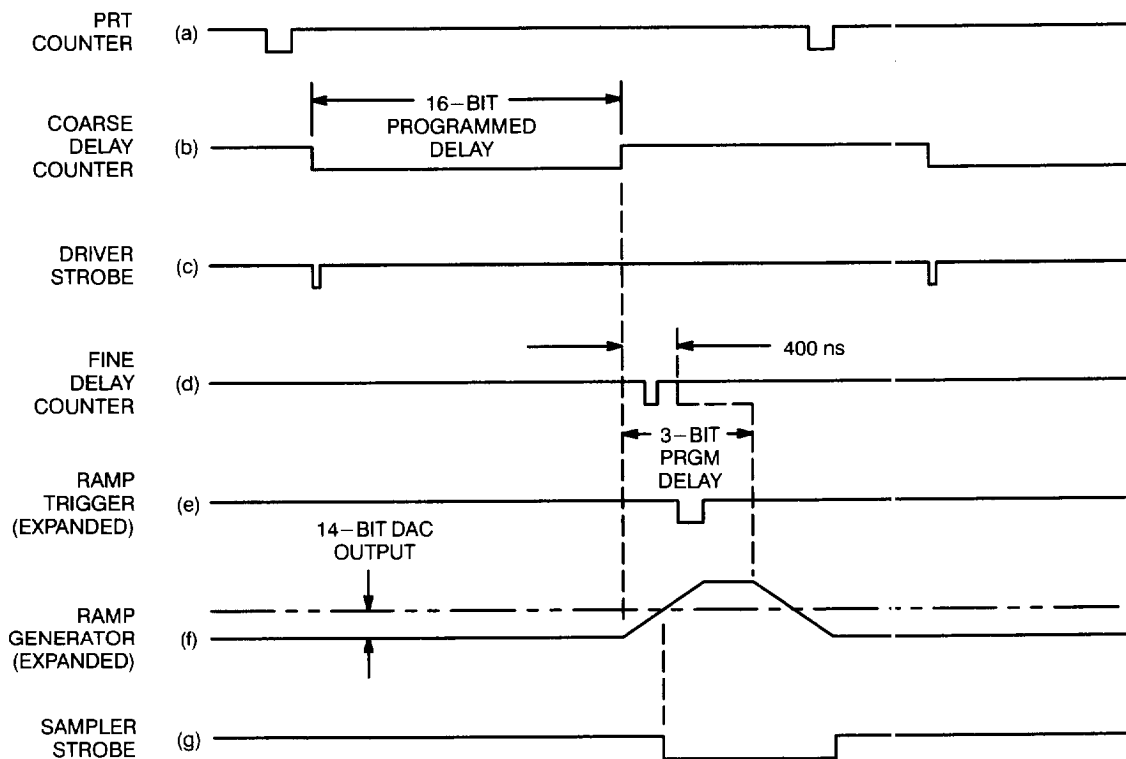 PRT
COUNTER
(a)
16-BIT
PROGRAMMED
DELAY
COARSE
DELAY
COUNTER
(b)
DRIVER
STROBE
(c)
400 ns
FINE
DELAY
COUNTER
(d)
3-BIT
PRGM
DELAY
RAMP
TRIGGER
(EXPANDED)
(e)
14-BIT DAC
OUTPUT
RAMP
GENERATOR
(EXPANDED)
(f)
SAMPLER
STROBE
(g)